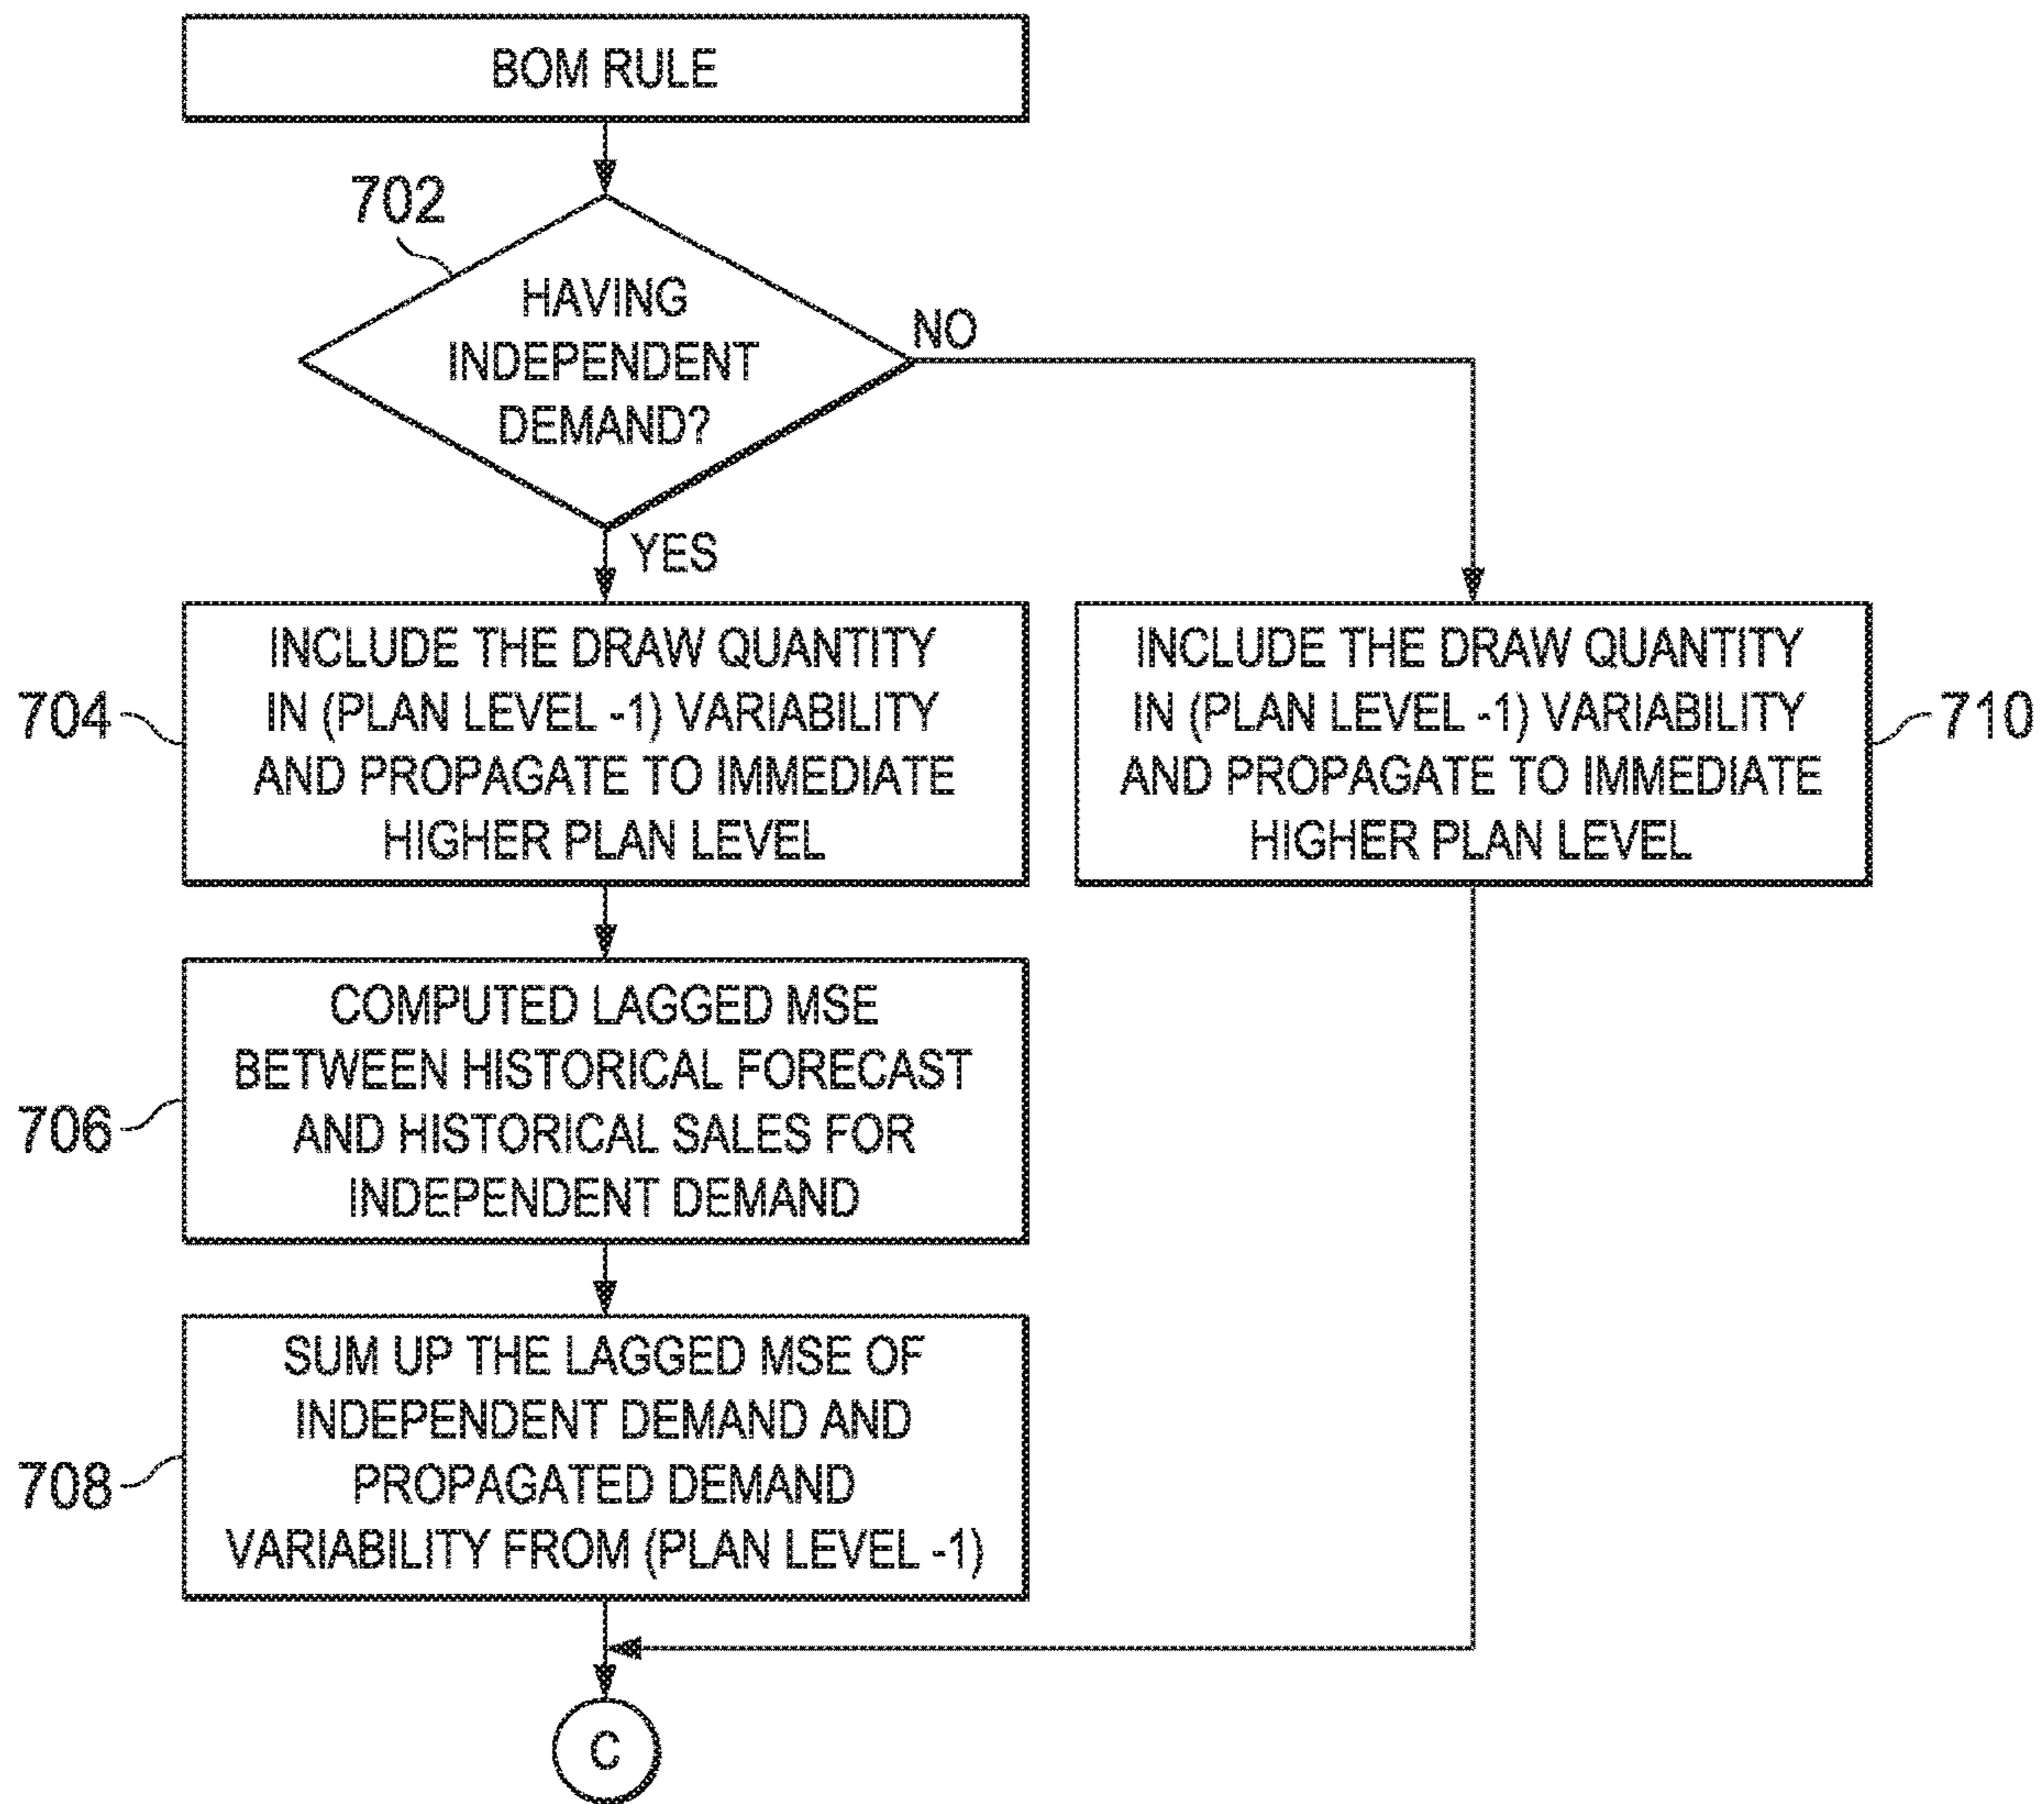 BOM RULE
702
HAVING
INDEPENDENT
DEMAND?
NO
YES
704
INCLUDE THE DRAW QUANTITY
IN (PLAN LEVEL -1) VARIABILITY
AND PROPAGATE TO IMMEDIATE
HIGHER PLAN LEVEL
INCLUDE THE DRAW QUANTITY
IN (PLAN LEVEL -1) VARIABILITY
AND PROPAGATE TO IMMEDIATE
HIGHER PLAN LEVEL
710
706
COMPUTED LAGGED MSE
BETWEEN HISTORICAL FORECAST
AND HISTORICAL SALES FOR
INDEPENDENT DEMAND
708
SUM UP THE LAGGED MSE OF
INDEPENDENT DEMAND AND
PROPAGATED DEMAND
VARIABILITY FROM (PLAN LEVEL -1)
C